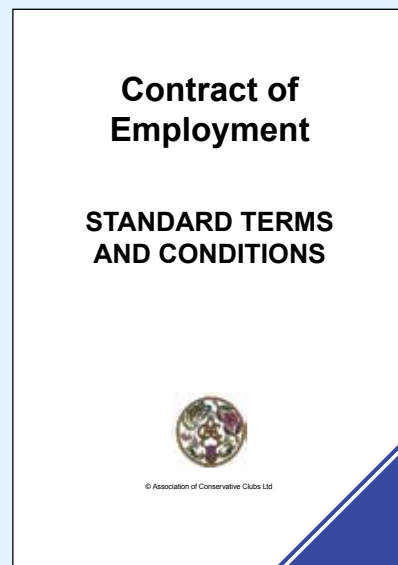 Contract of
Employment
STANDARD TERMS
AND CONDITIONS
© Association of Conservative Clubs Ltd